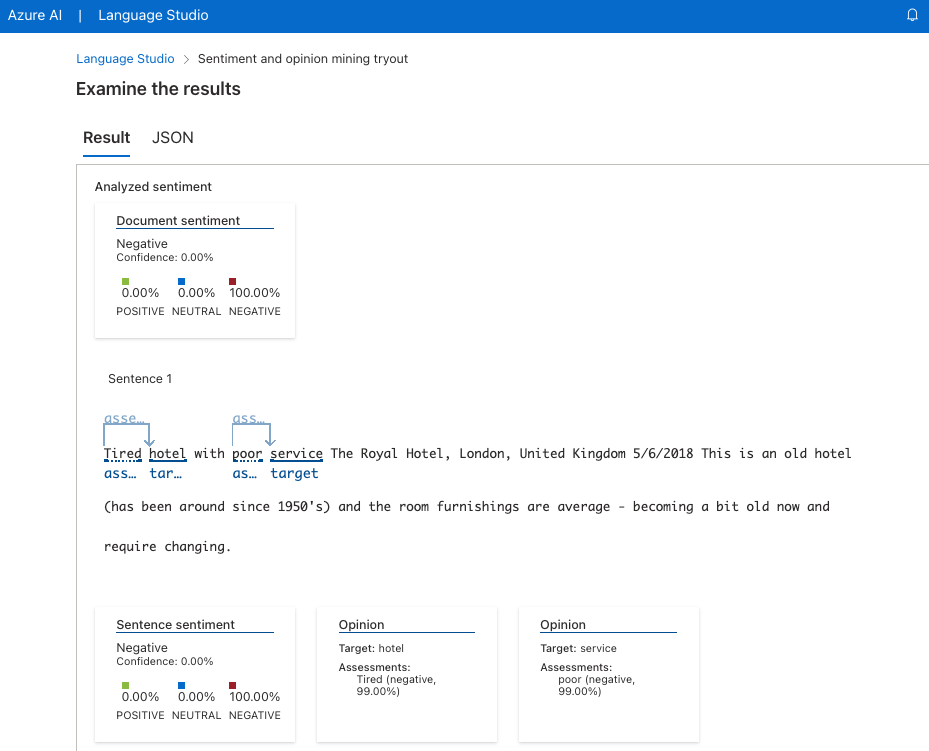 Azure AI | Language Studio
Language Studio > Sentiment and opinion mining tryout
Examine the results
Result JSON
Analyzed sentiment
Document sentiment
Negative
Confidence: 0.00%
0.00% 0.00% 100.00%
POSITIVE NEUTRAL NEGATIVE
Sentence 1
asse... ass...
Tired hotel with poor service The Royal Hotel, London, United Kingdom 5/6/2018 This is an old hotel
ass... tar... as... target
(has been around since 1950's) and the room furnishings are average - becoming a bit old now and
require changing.
Sentence sentiment
Negative
Confidence: 0.00%
0.00% 0.00% 100.00%
POSITIVE NEUTRAL NEGATIVE
Opinion
Target: hotel
Assessments:
Tired (negative,
99.00%)
Opinion
Target: service
Assessments:
poor (negative,
99.00%)